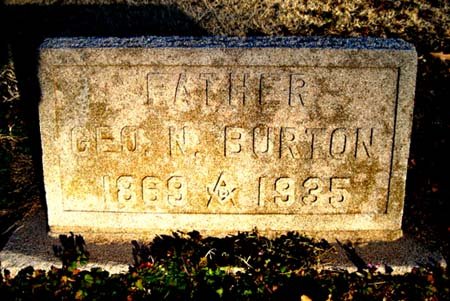 FATHER
GEO. N. BURTON
1869 G 1935